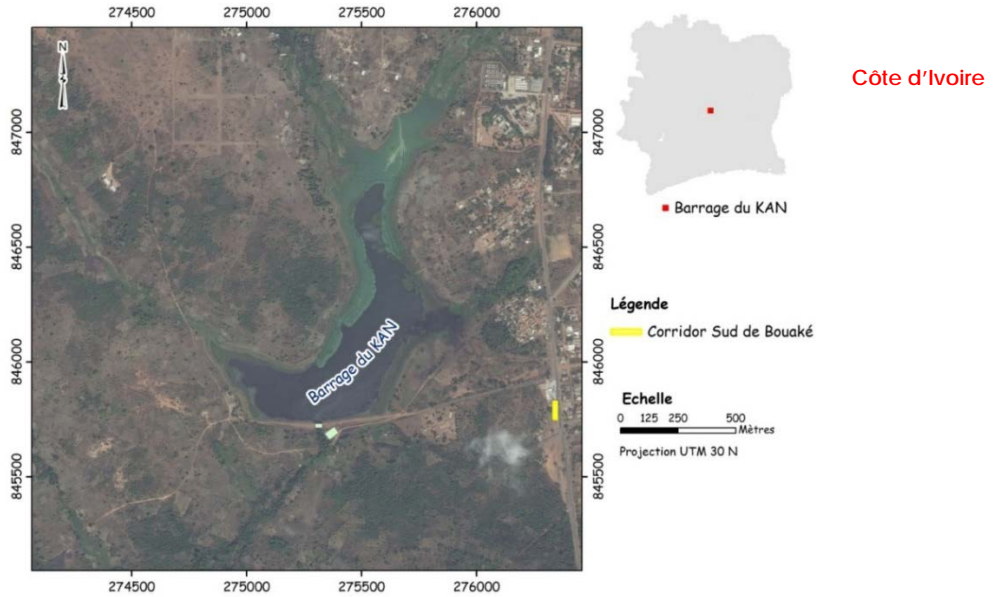 274500 275000 275500 276000
N
847000 847000
846500 846500
846000 846000
845500 845500
Barrage du KAN
274500 275000 275500 276000
Côte d'Ivoire
Barrage du KAN
Légende
Corridor Sud de Bouaké
Echelle
0 125 250 500
Mètres
Projection UTM 30 N